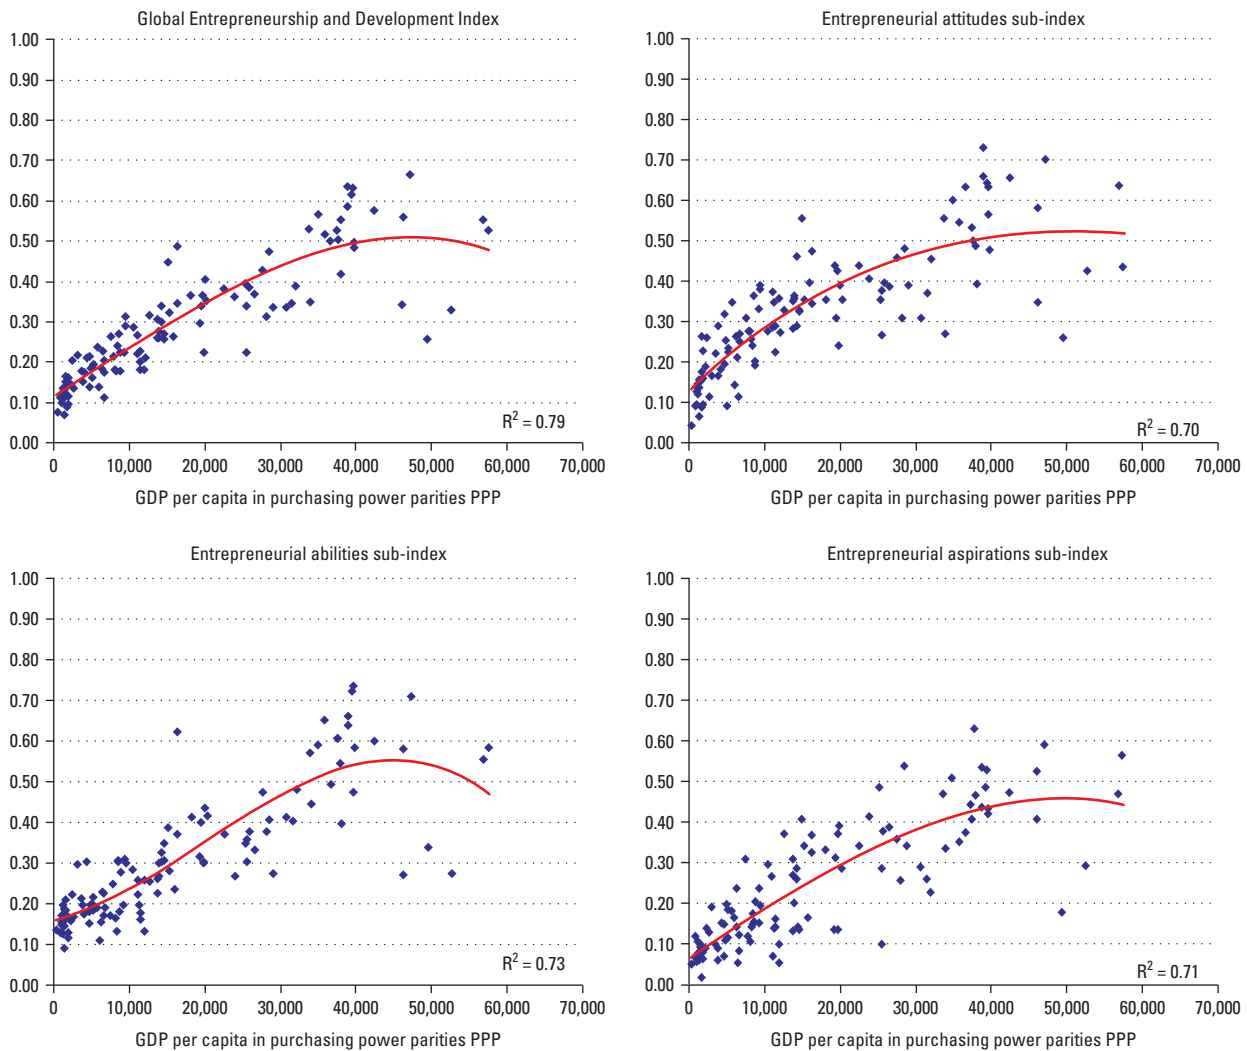 Global Entrepreneurship and Development Index
1.00
0.90
0.80
0.70
0.60
0.50
0.40
0.30
0.20
0.10
0.00
R² = 0.79
0 10,000 20,000 30,000 40,000 50,000 60,000 70,000
GDP per capita in purchasing power parities PPP
Entrepreneurial attitudes sub-index
1.00
0.90
0.80
0.70
0.60
0.50
0.40
0.30
0.20
0.10
0.00
R² = 0.70
0 10,000 20,000 30,000 40,000 50,000 60,000 70,000
GDP per capita in purchasing power parities PPP
Entrepreneurial abilities sub-index
1.00
0.90
0.80
0.70
0.60
0.50
0.40
0.30
0.20
0.10
0.00
R² = 0.73
0 10,000 20,000 30,000 40,000 50,000 60,000 70,000
GDP per capita in purchasing power parities PPP
Entrepreneurial aspirations sub-index
1.00
0.90
0.80
0.70
0.60
0.50
0.40
0.30
0.20
0.10
0.00
R² = 0.71
0 10,000 20,000 30,000 40,000 50,000 60,000 70,000
GDP per capita in purchasing power parities PPP